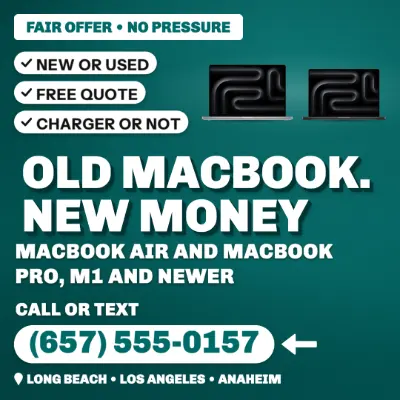 FAIR OFFER • NO PRESSURE
NEW OR USED
FREE QUOTE
CHARGER OR NOT
OLD MACBOOK.
NEW MONEY
MACBOOK AIR AND MACBOOK
PRO, M1 AND NEWER
CALL OR TEXT
(657) 555-0157
LONG BEACH • LOS ANGELES • ANAHEIM